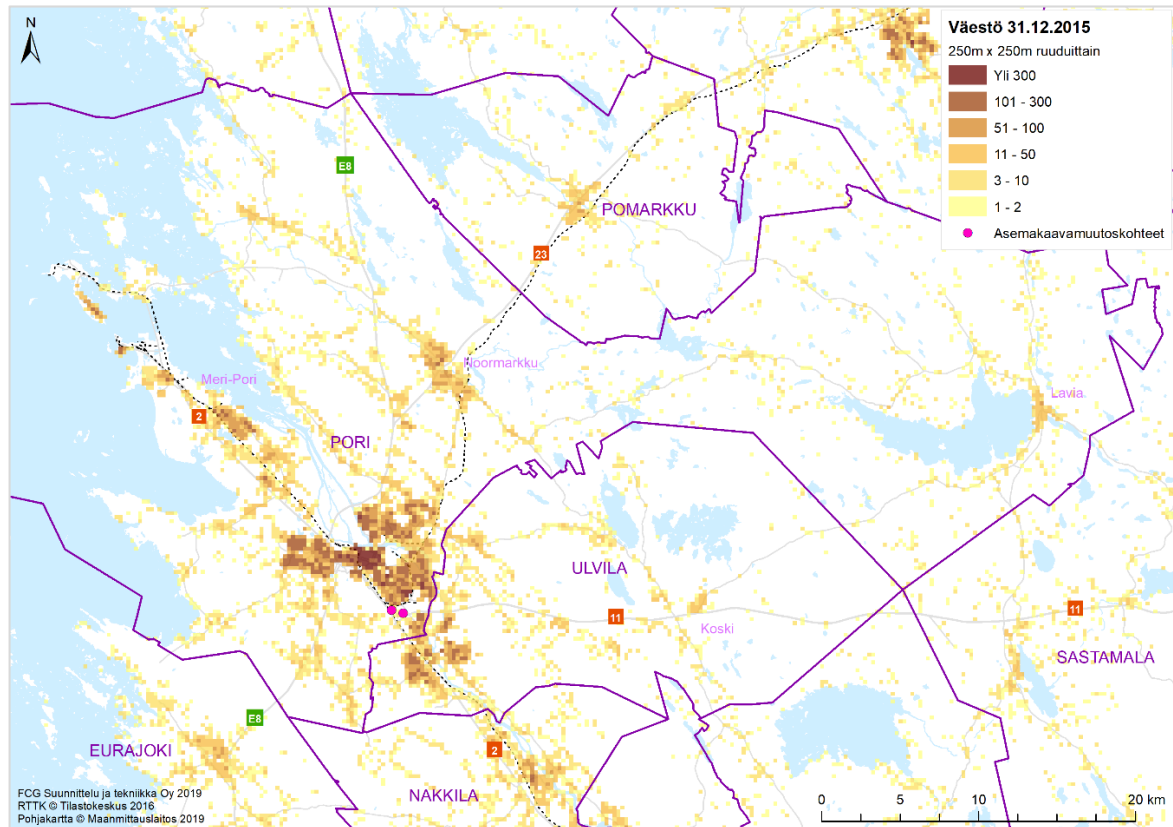 N
Väestö 31.12.2015
250m x 250m ruuduittain
Yli 300
101 - 300
51 - 100
11 - 50
3 - 10
1 - 2
Asemakaavamuutoskohteet
E8
POMARKKU
23
Noormarkku
Meri-Pori
2
Lavia
PORI
ULVILA
11
11
Koski
SASTAMALA
E8
EURAJOKI
2
NAKKILA
FCG Suunnittelu ja tekniikka Oy 2019
RTTK © Tilastokeskus 2016
Pohjakartta © Maanmittauslaitos 2019
0 5 10 20 km